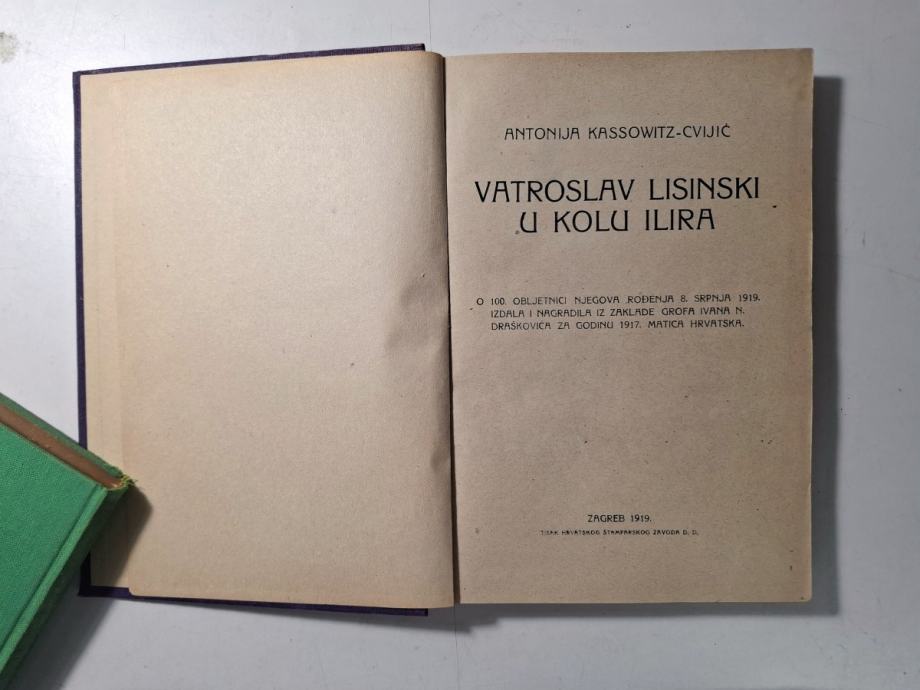 ANTONIJA KASSOWITZ-CVIJIĆ
VATROSLAV LISINSKI
U KOLU ILIRA
O 100. OBLJETNICI NJEGOVA ROĐENJA 8. SRPNJA 1919.
IZDALA I NAGRADILA IZ ZAKLADE GROFA IVANA N.
DRAŠKOVIĆA ZA GODINU 1917. MATICA HRVATSKA.
ZAGREB 1919.
TISAK HRVATSKOG ŠTAMPARSKOG ZAVODA D. D.